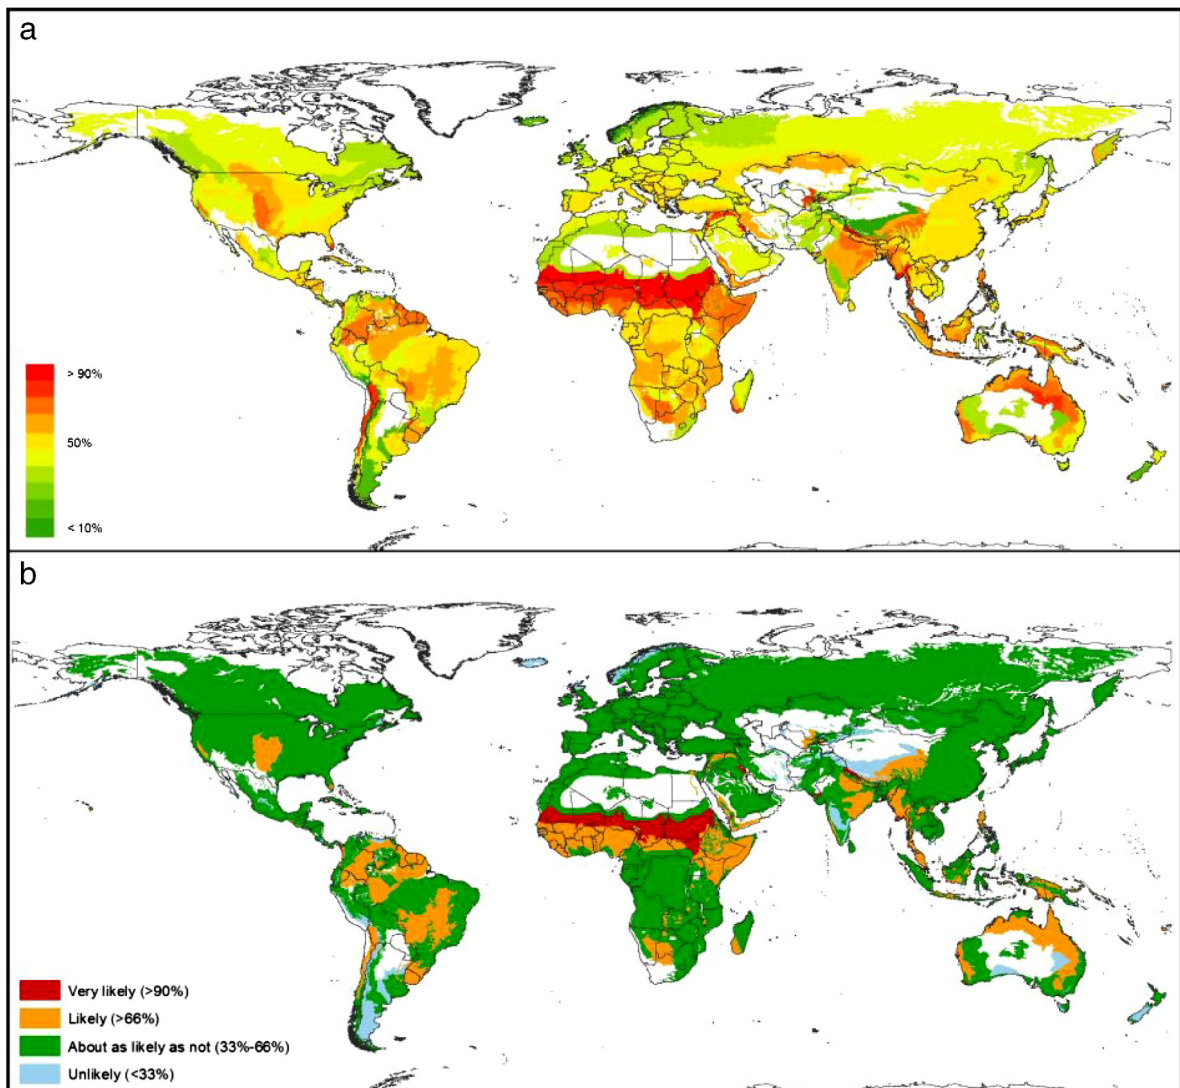 a
> 90%
50%
< 10%
b
Very likely (>90%)
Likely (>66%)
About as likely as not (33%-66%)
Unlikely (<33%)